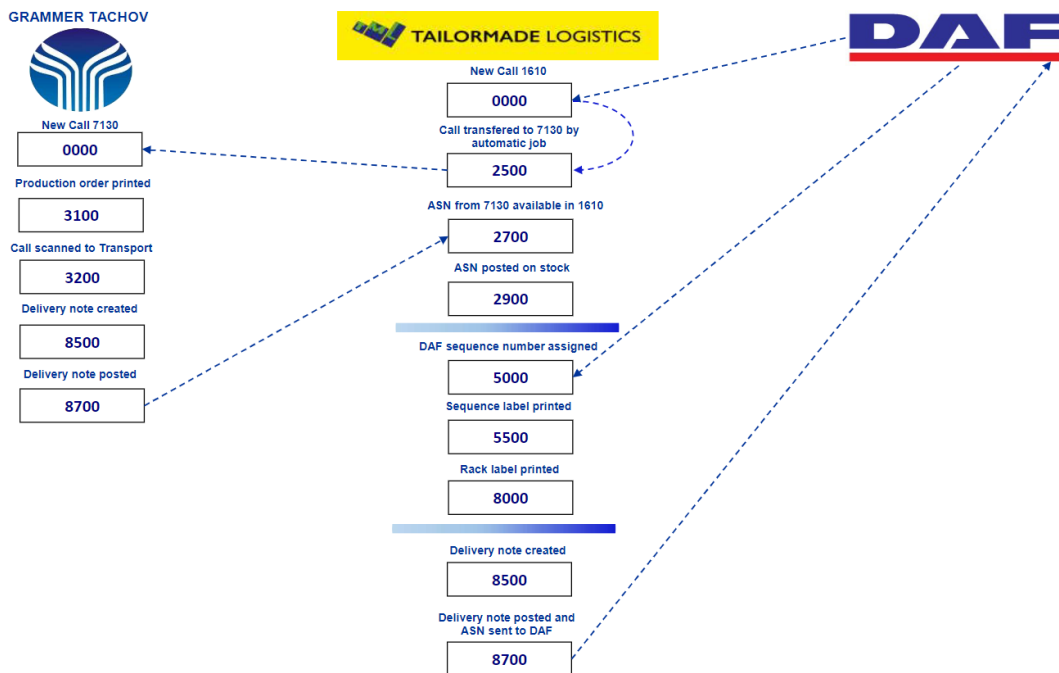 GRAMMER TACHOV
New Call 7130
0000
Production order printed
3100
Call scanned to Transport
3200
Delivery note created
8500
Delivery note posted
8700
TML TAILORMADE LOGISTICS
New Call 1610
0000
Call transfered to 7130 by
automatic job
2500
ASN from 7130 available in 1610
2700
ASN posted on stock
2900
DAF sequence number assigned
5000
Sequence label printed
5500
Rack label printed
8000
Delivery note created
8500
Delivery note posted and
ASN sent to DAF
8700
DAF